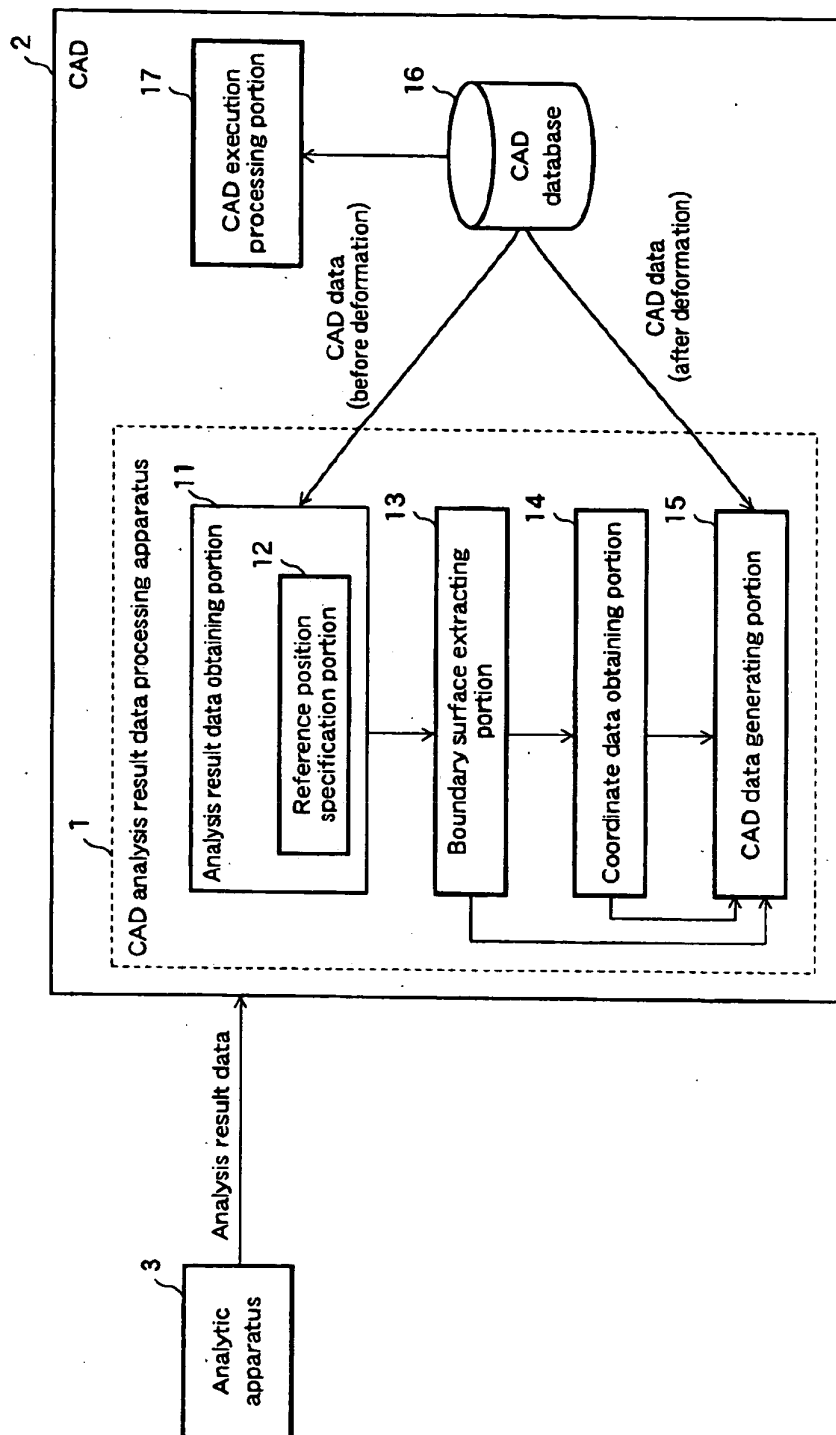 2
CAD
17
CAD execution
processing portion
16
CAD
database
CAD data
(before deformation)
CAD data
(after deformation)
1
CAD analysis result data processing apparatus
11
Analysis result data obtaining portion
12
Reference position
specification portion
13
Boundary surface extracting
portion
14
Coordinate data obtaining portion
15
CAD data generating portion
Analysis result data
3
Analytic
apparatus